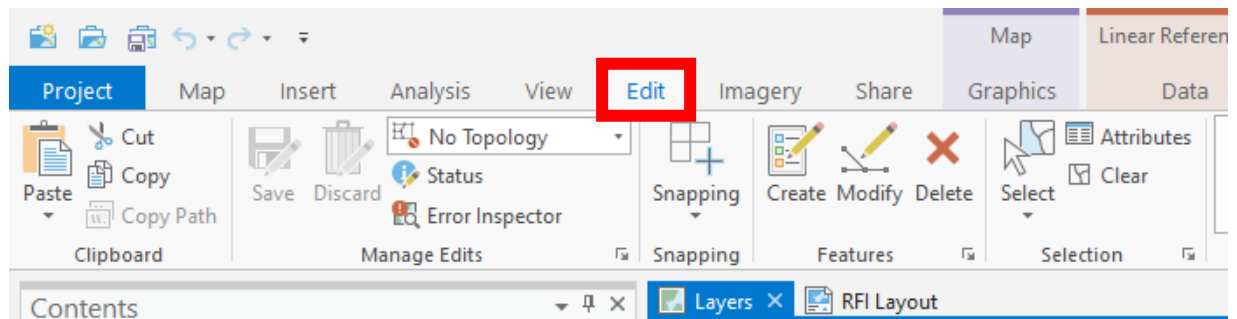 Map Linear Referen
Project Map Insert Analysis View Edit Imagery Share Graphics Data
Cut No Topology Attributes
Paste Copy Save Discard Status Snapping Create Modify Delete Select Clear
Copy Path Error Inspector
Clipboard Manage Edits Snapping Features Selection
Contents Layers RFI Layout